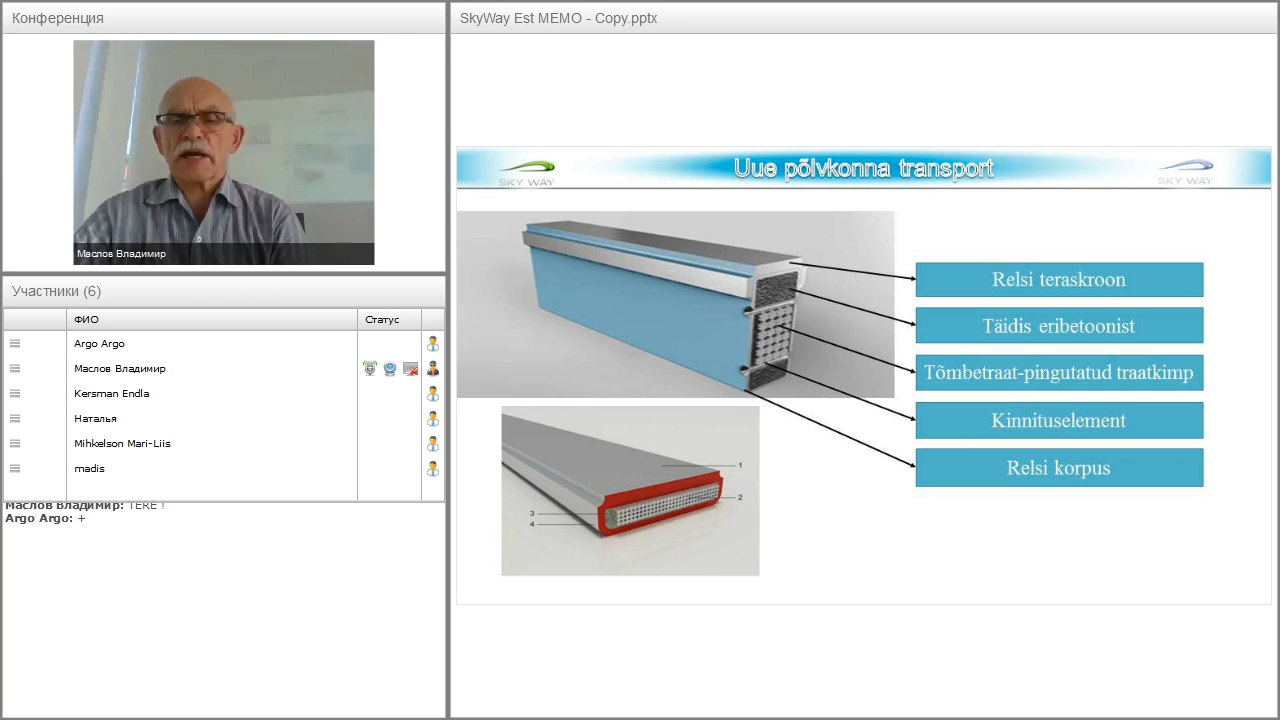 Конференция
Маслов Владимир
Участники (6)
ФИО
Статус
Argo Argo
Маслов Владимир
Kersman Endla
Наталья
Mihkelson Mari-Liis
madis
Маслов Владимир: TERE !
Argo Argo: +
SkyWay Est MEMO - Copy.pptx
SKY WAY
Uue põlvkonna transport
SKY WAY
Relsi teraskroon
Täidis eribetoonist
Tõmbetraat-pingutatud traatkimp
Kinnituselement
Relsi korpus
1
2
3
4